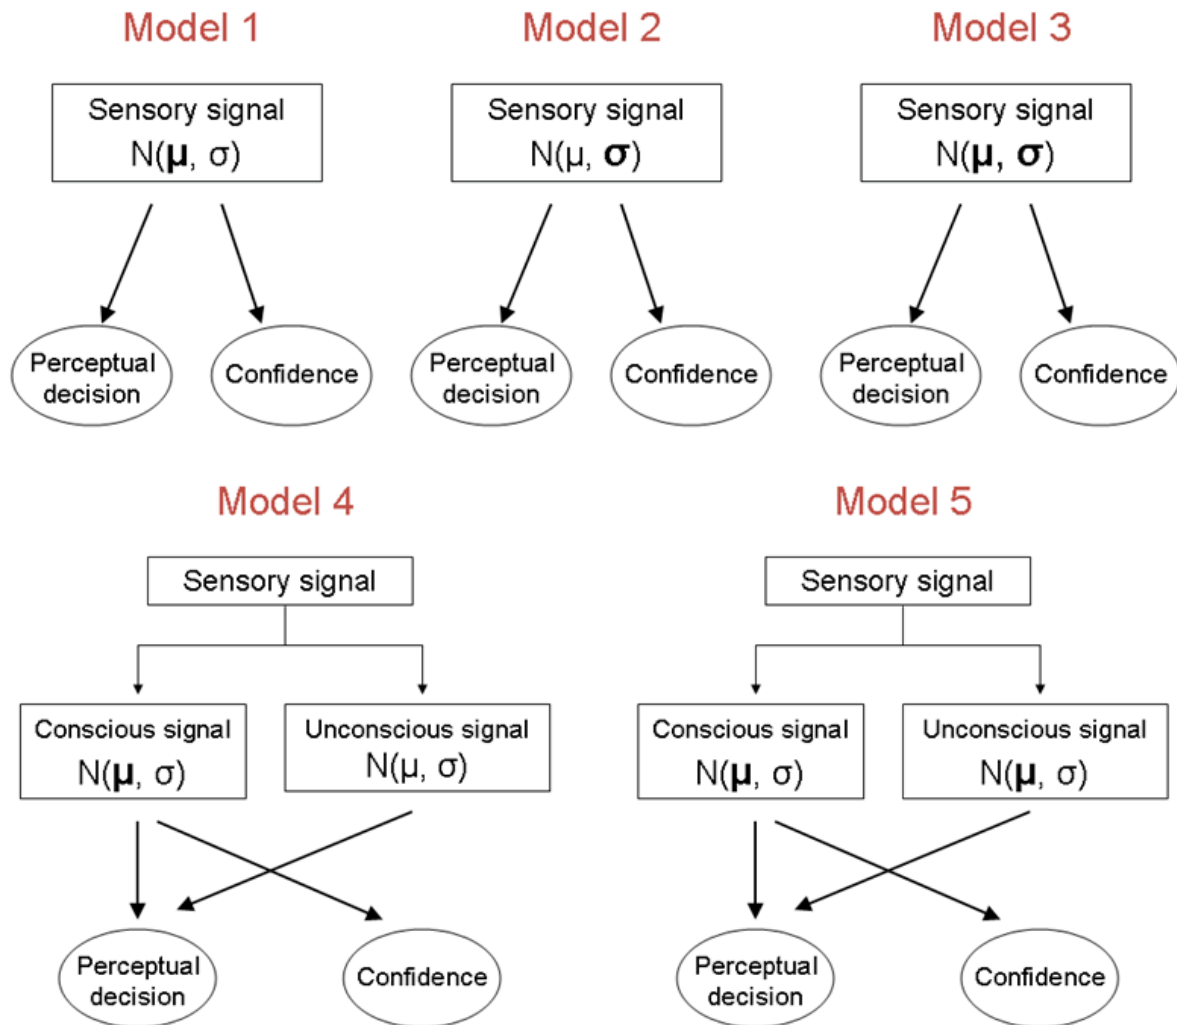 Model 1
Model 2
Model 3
Sensory signal
N(μ, σ)
Sensory signal
N(μ, σ)
Sensory signal
N(μ, σ)
Perceptual
decision
Confidence
Perceptual
decision
Confidence
Perceptual
decision
Confidence
Model 4
Model 5
Sensory signal
Sensory signal
Conscious signal
N(μ, σ)
Unconscious signal
N(μ, σ)
Conscious signal
N(μ, σ)
Unconscious signal
N(μ, σ)
Perceptual
decision
Confidence
Perceptual
decision
Confidence